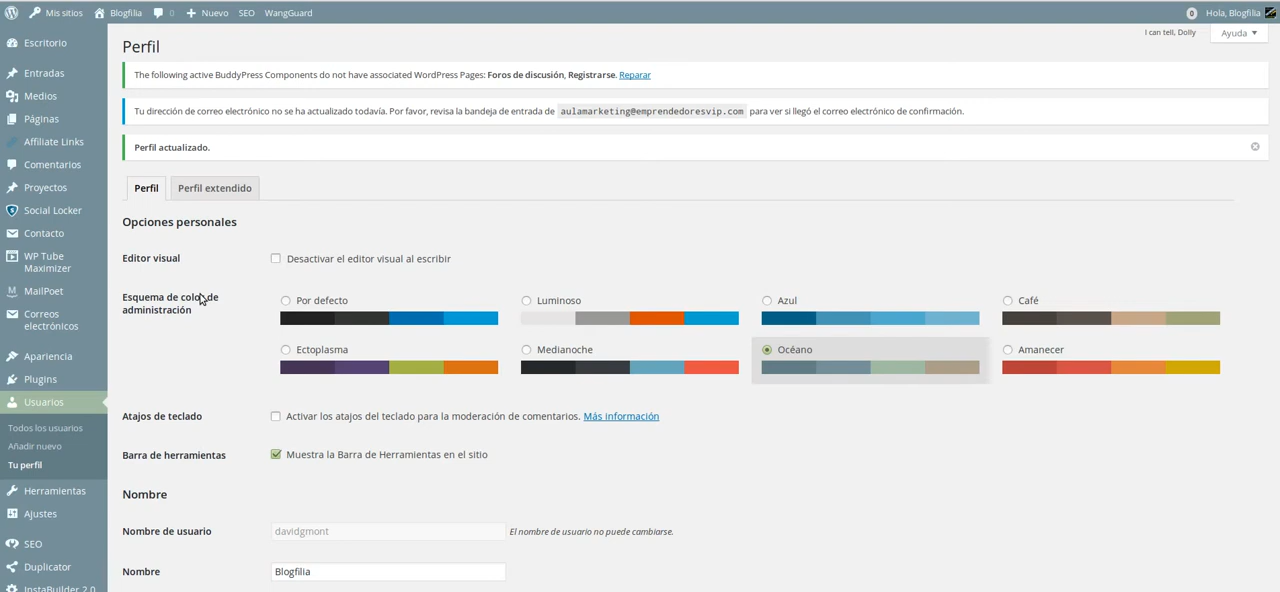 Mis sitios Blogfilia 0 Nuevo SEO WangGuard 0 Hola, Blogfilia
I can tell, Dolly Ayuda
Escritorio
Entradas
Medios
Páginas
Affiliate Links
Comentarios
Proyectos
Social Locker
Contacto
WP Tube
Maximizer
MailPoet
Correos
electrónicos
Apariencia
Plugins
Usuarios
Todos los usuarios
Añadir nuevo
Tu perfil
Herramientas
Ajustes
SEO
Duplicator
InstaBuilder 2.0
Perfil
The following active BuddyPress Components do not have associated WordPress Pages: Foros de discusión, Registrarse. Reparar
Tu dirección de correo electrónico no se ha actualizado todavía. Por favor, revisa la bandeja de entrada de aulamarketing@emprendedoresvip.com para ver si llegó el correo electrónico de confirmación.
Perfil actualizado.
Perfil Perfil extendido
Opciones personales
Editor visual Desactivar el editor visual al escribir
Esquema de color de
administración
Por defecto Luminoso Azul Café
Ectoplasma Medianoche Océano Amanecer
Atajos de teclado Activar los atajos del teclado para la moderación de comentarios. Más información
Barra de herramientas Muestra la Barra de Herramientas en el sitio
Nombre
Nombre de usuario davidgmont El nombre de usuario no puede cambiarse.
Nombre Blogfilia